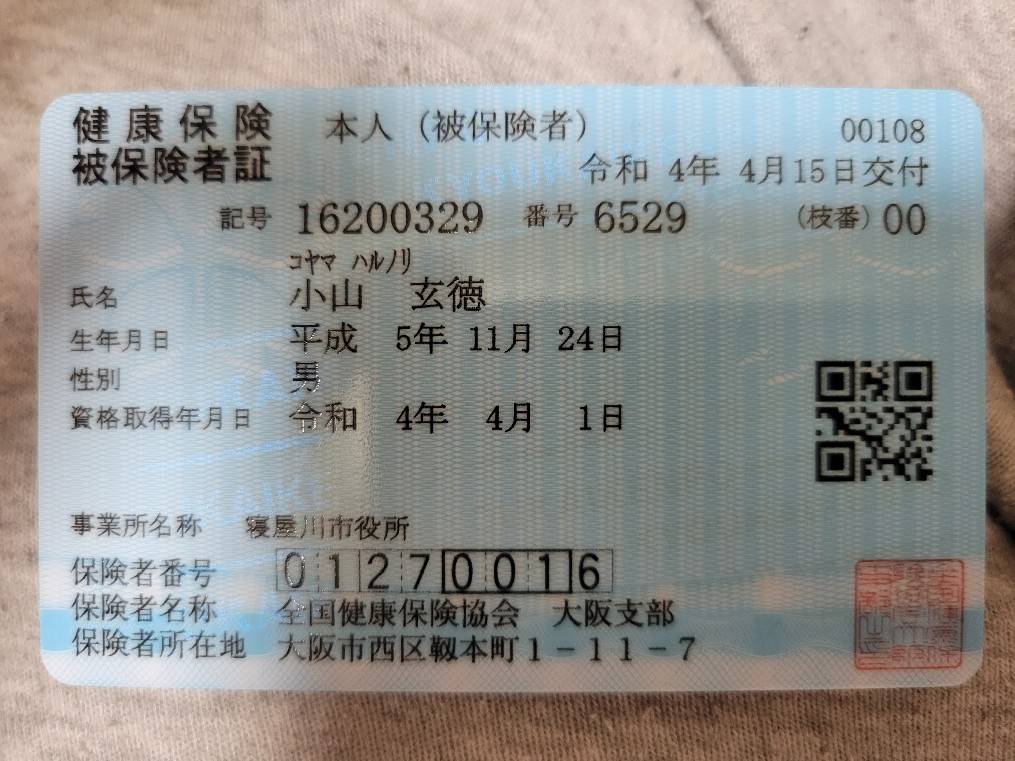 健康保険 本人（被保険者） 00108
被保険者証 令和 4年 4月15日交付
記号 16200329 番号 6529 （枝番）00
コヤマ ハルノリ
氏名 小山 玄徳
生年月日 平成 5年 11月 24日
性別 男
資格取得年月日 令和 4年 4月 1日
事業所名称 寝屋川市役所
保険者番号 01270016
保険者名称 全国健康保険協会 大阪支部
保険者所在地 大阪市西区靱本町1－11－7